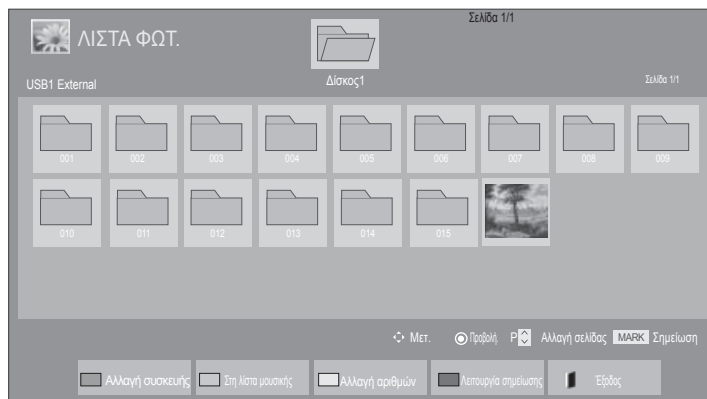 Σελίδα 1/1
ΛΙΣΤΑ ΦΩΤ.
Δίσκος1
USB1 External
Σελίδα 1/1
001 002 003 004 005 006 007 008 009
010 011 012 013 014 015
Μετ. Προβολή P Αλλαγή σελίδας MARK Σημείωση
Αλλαγή συσκευής Στη λίστα μουσικής Αλλαγή αριθμών Λειτουργία σημείωσης Έξοδος